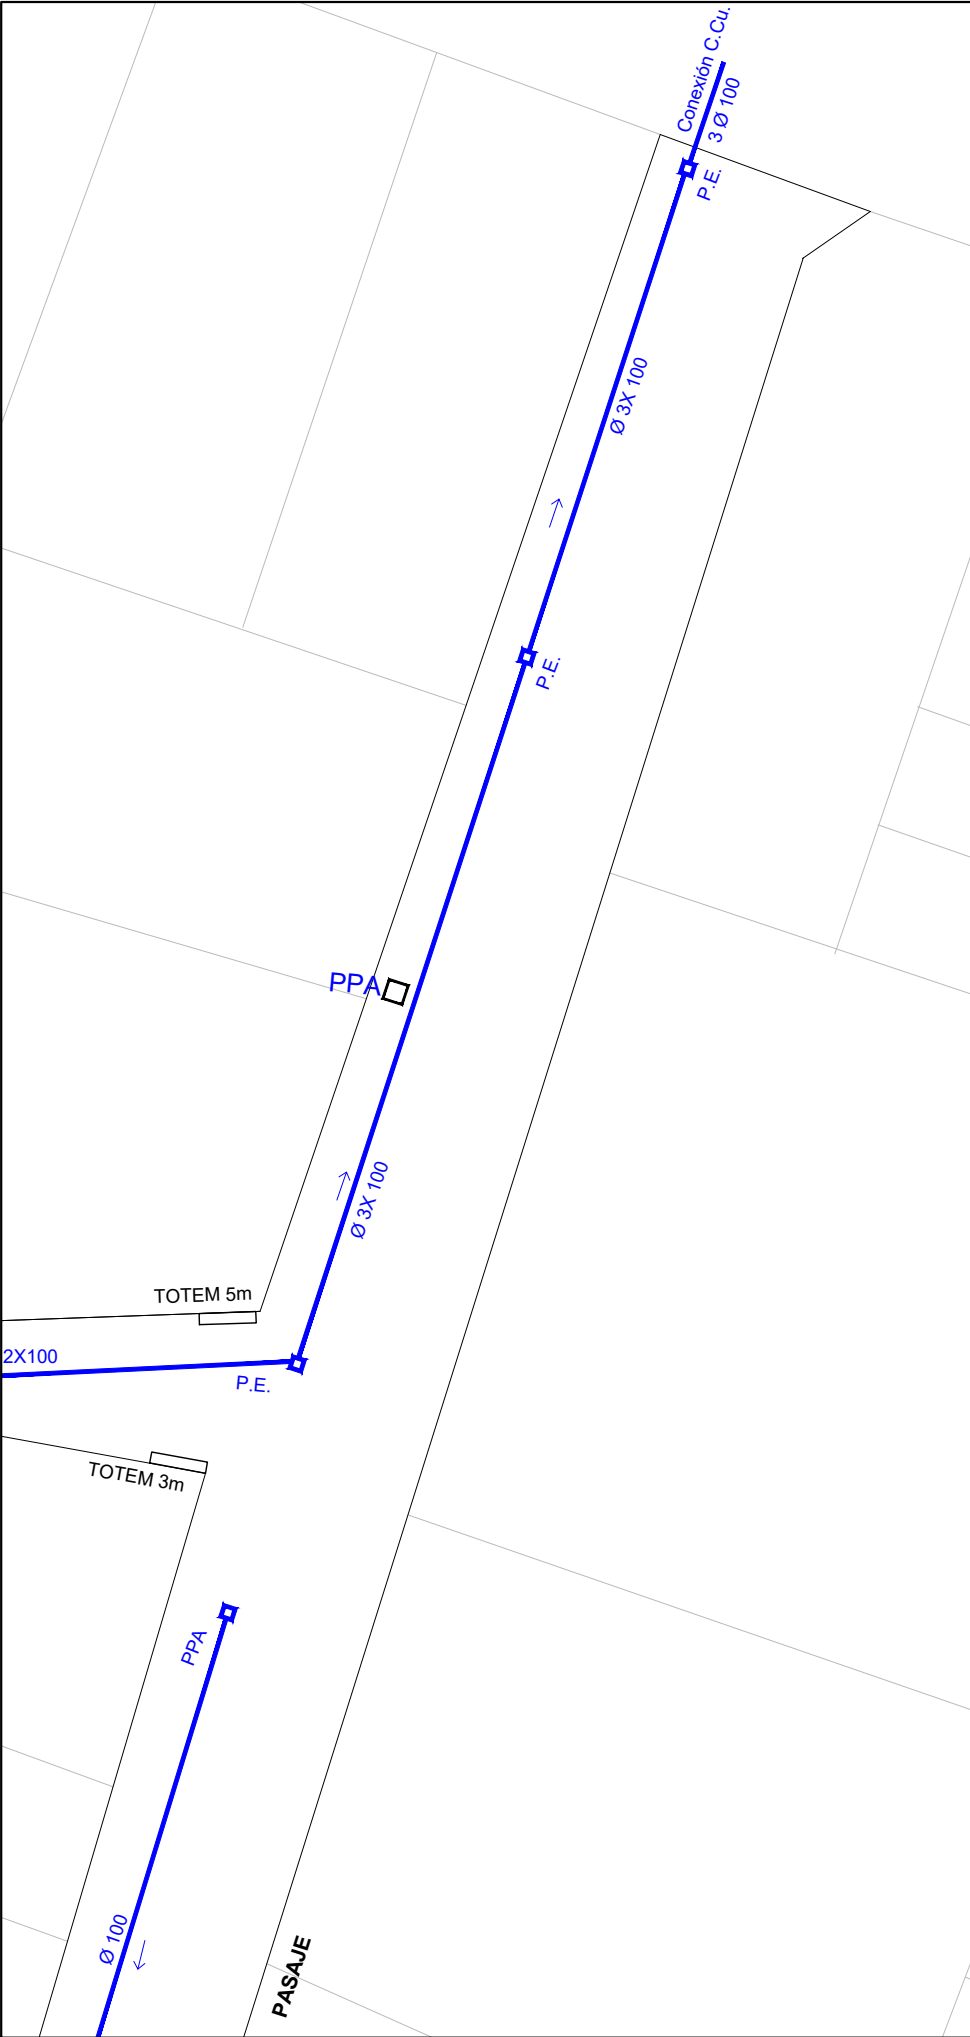 Conexión C.Cu.
3 Ø 100
P.E.
Ø 3X 100
P.E.
PPA
Ø 3X 100
TOTEM 5m
2X100
P.E.
TOTEM 3m
PPA
Ø 100
PASAJE